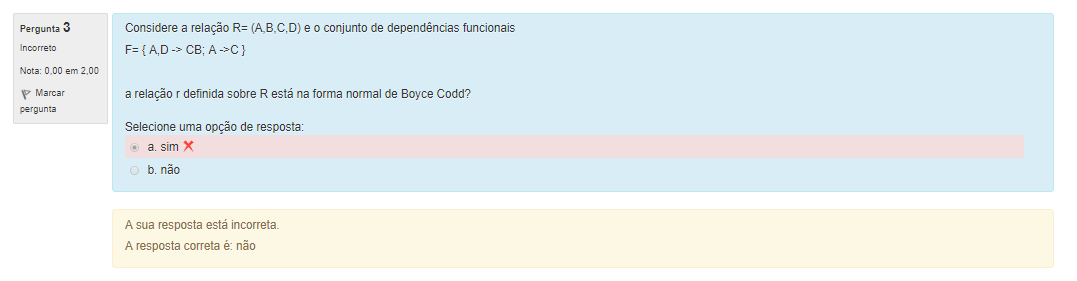 Pergunta 3
Incorreto
Nota: 0,00 em 2,00
Marcar
pergunta
Considere a relação R= (A,B,C,D) e o conjunto de dependências funcionais
F= { A,D -> CB; A ->C }
a relação r definida sobre R está na forma normal de Boyce Codd?
Selecione uma opção de resposta:
a. sim
b. não
A sua resposta está incorreta.
A resposta correta é: não